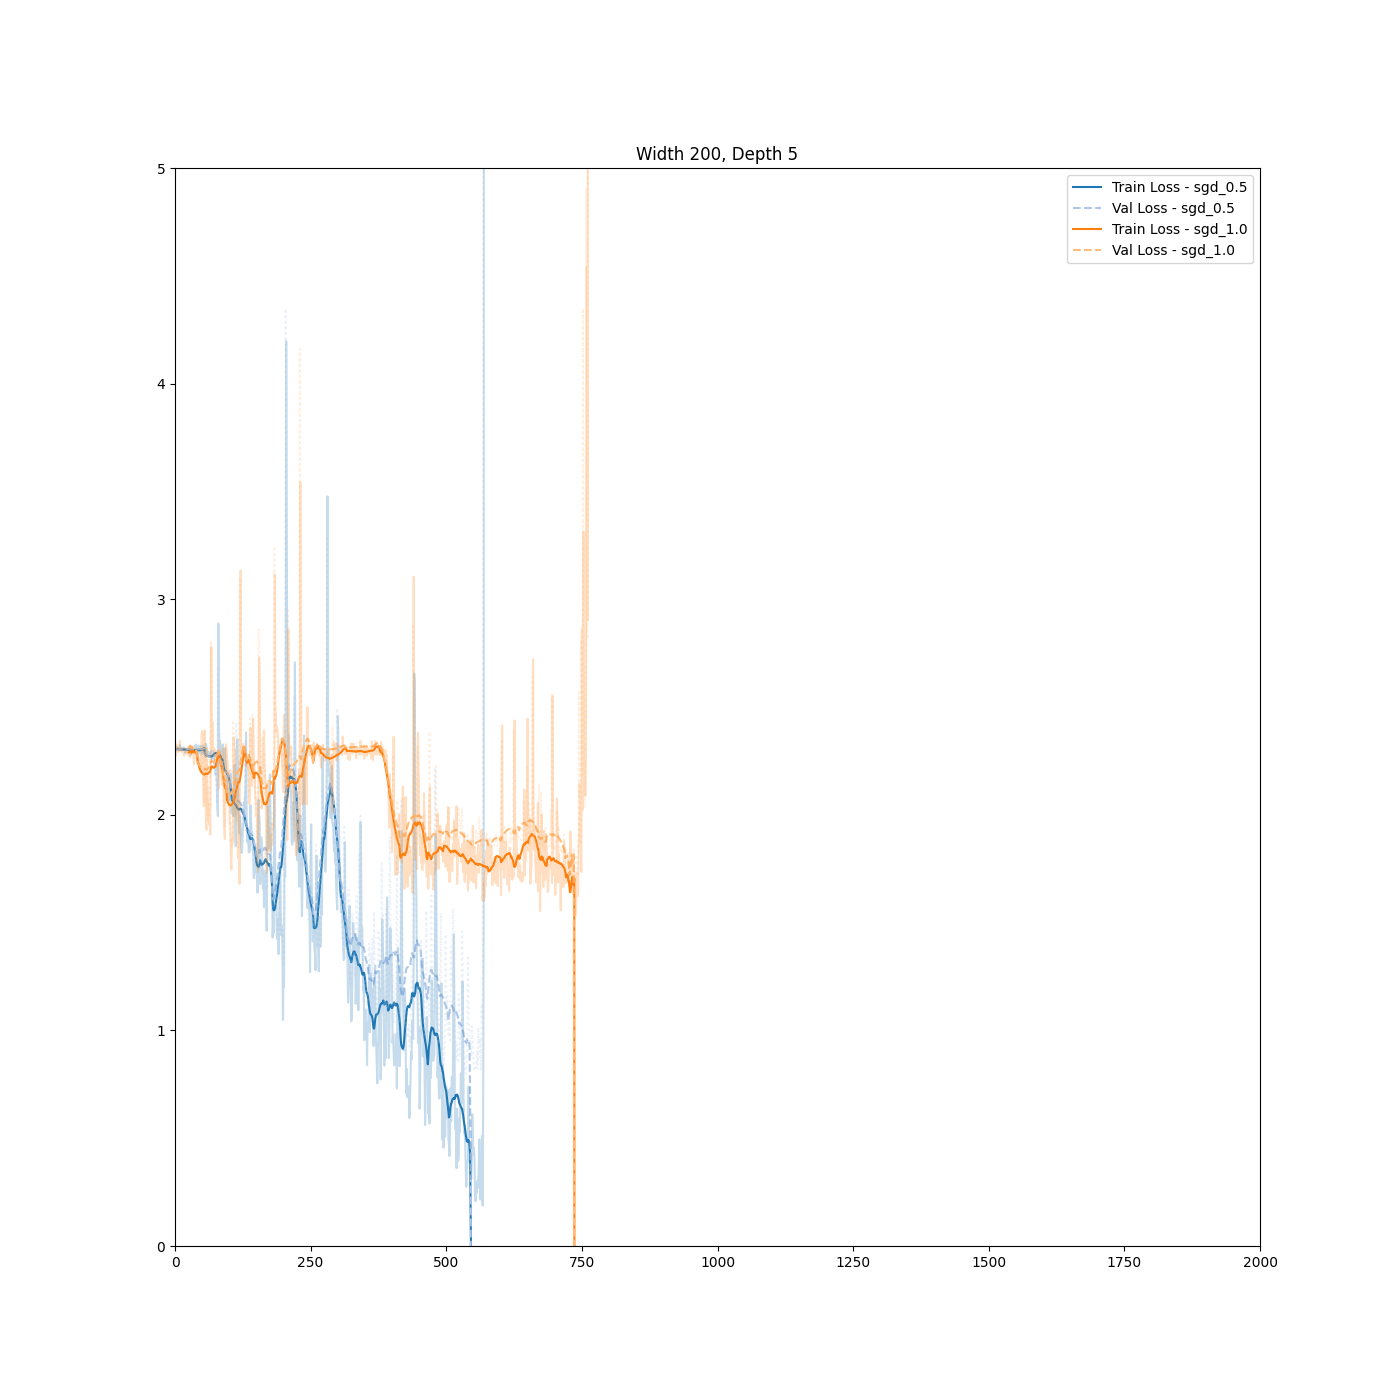 Width 200, Depth 5
5
4
3
2
1
0
0 250 500 750 1000 1250 1500 1750 2000
Train Loss - sgd_0.5
Val Loss - sgd_0.5
Train Loss - sgd_1.0
Val Loss - sgd_1.0